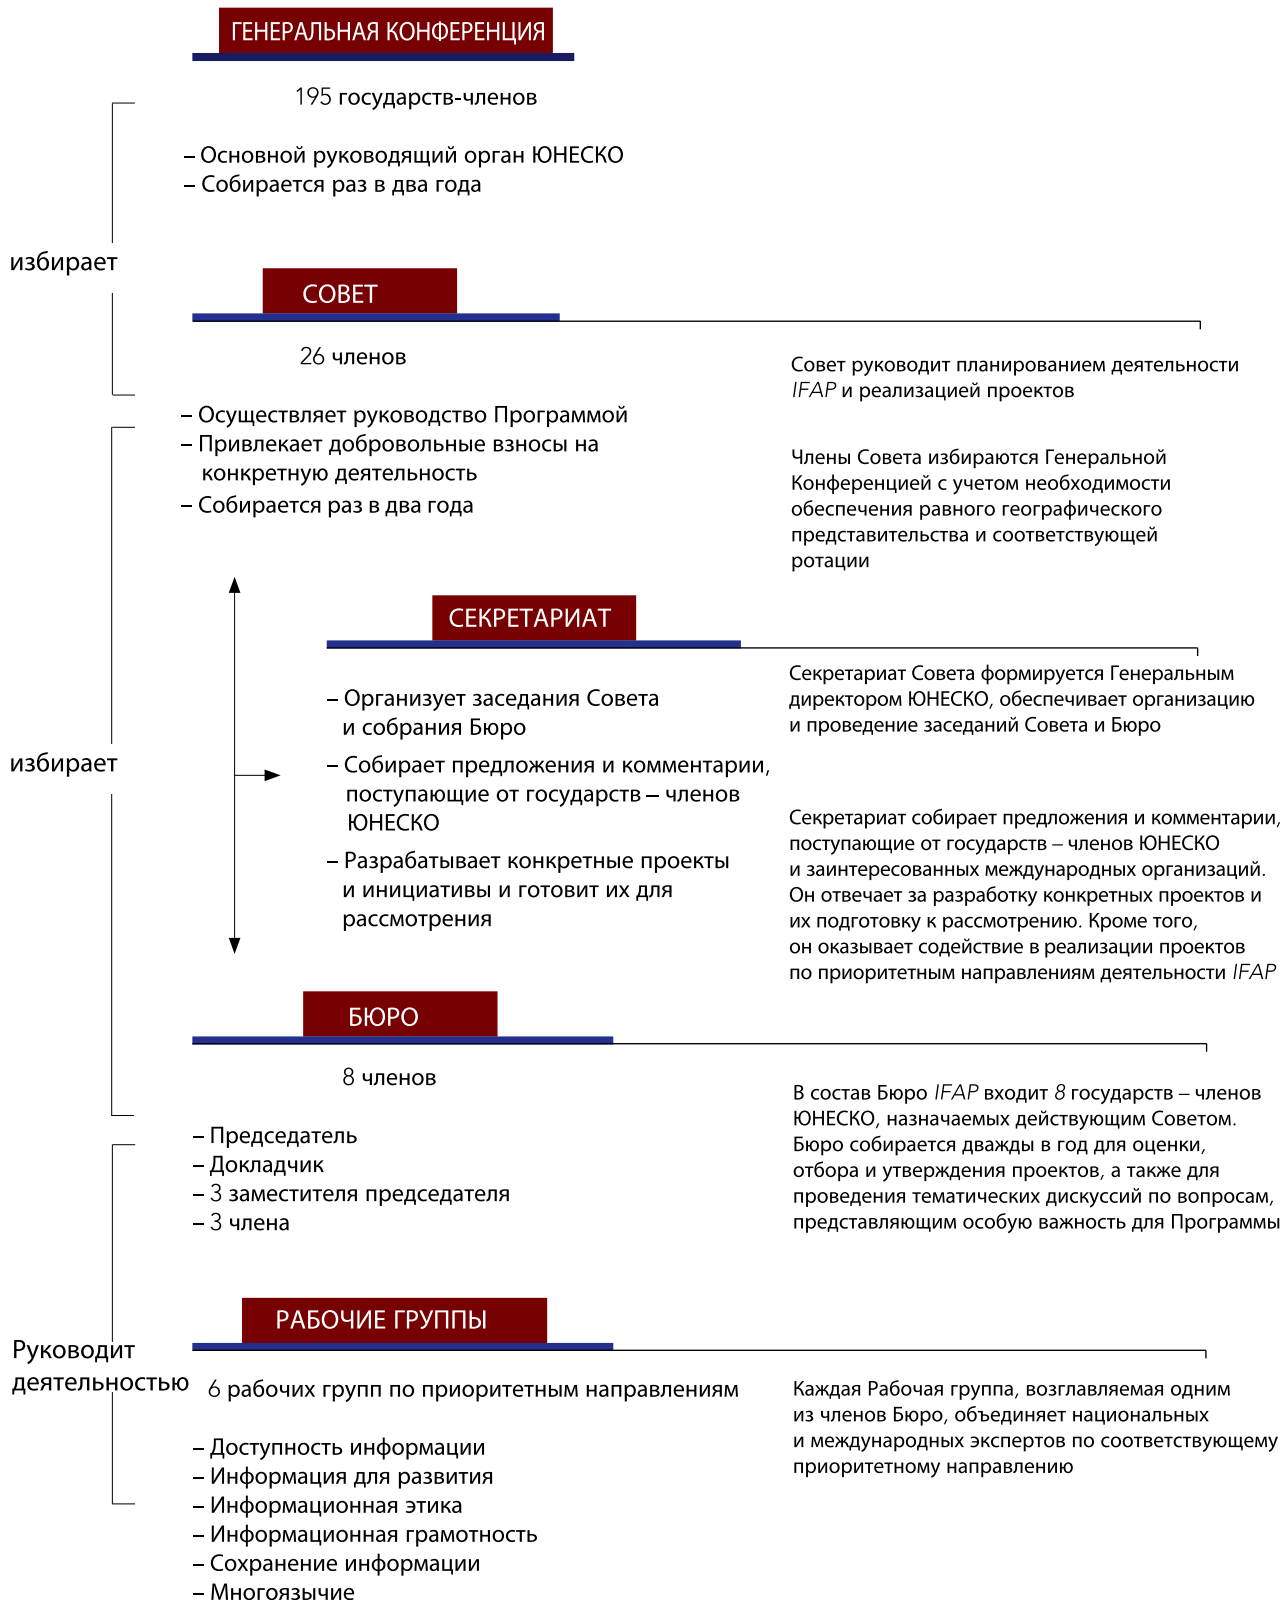 ГЕНЕРАЛЬНАЯ КОНФЕРЕНЦИЯ
195 государств-членов
– Основной руководящий орган ЮНЕСКО
– Собирается раз в два года
избирает
СОВЕТ
26 членов
– Осуществляет руководство Программой
– Привлекает добровольные взносы на
конкретную деятельность
– Собирается раз в два года
Совет руководит планированием деятельности
IFAP и реализацией проектов
Члены Совета избираются Генеральной
Конференцией с учетом необходимости
обеспечения равного географического
представительства и соответствующей
ротации
избирает
СЕКРЕТАРИАТ
– Организует заседания Совета
и собрания Бюро
– Собирает предложения и комментарии,
поступающие от государств – членов
ЮНЕСКО
– Разрабатывает конкретные проекты
и инициативы и готовит их для
рассмотрения
Секретариат Совета формируется Генеральным
директором ЮНЕСКО, обеспечивает организацию
и проведение заседаний Совета и Бюро
Секретариат собирает предложения и комментарии,
поступающие от государств – членов ЮНЕСКО
и заинтересованных международных организаций.
Он отвечает за разработку конкретных проектов и
их подготовку к рассмотрению. Кроме того,
он оказывает содействие в реализации проектов
по приоритетным направлениям деятельности IFAP
БЮРО
8 членов
– Председатель
– Докладчик
– 3 заместителя председателя
– 3 члена
В состав Бюро IFAP входит 8 государств – членов
ЮНЕСКО, назначаемых действующим Советом.
Бюро собирается дважды в год для оценки,
отбора и утверждения проектов, а также для
проведения тематических дискуссий по вопросам,
представляющим особую важность для Программы
Руководит
деятельностью
РАБОЧИЕ ГРУППЫ
6 рабочих групп по приоритетным направлениям
– Доступность информации
– Информация для развития
– Информационная этика
– Информационная грамотность
– Сохранение информации
– Многоязычие
Каждая Рабочая группа, возглавляемая одним
из членов Бюро, объединяет национальных
и международных экспертов по соответствующему
приоритетному направлению